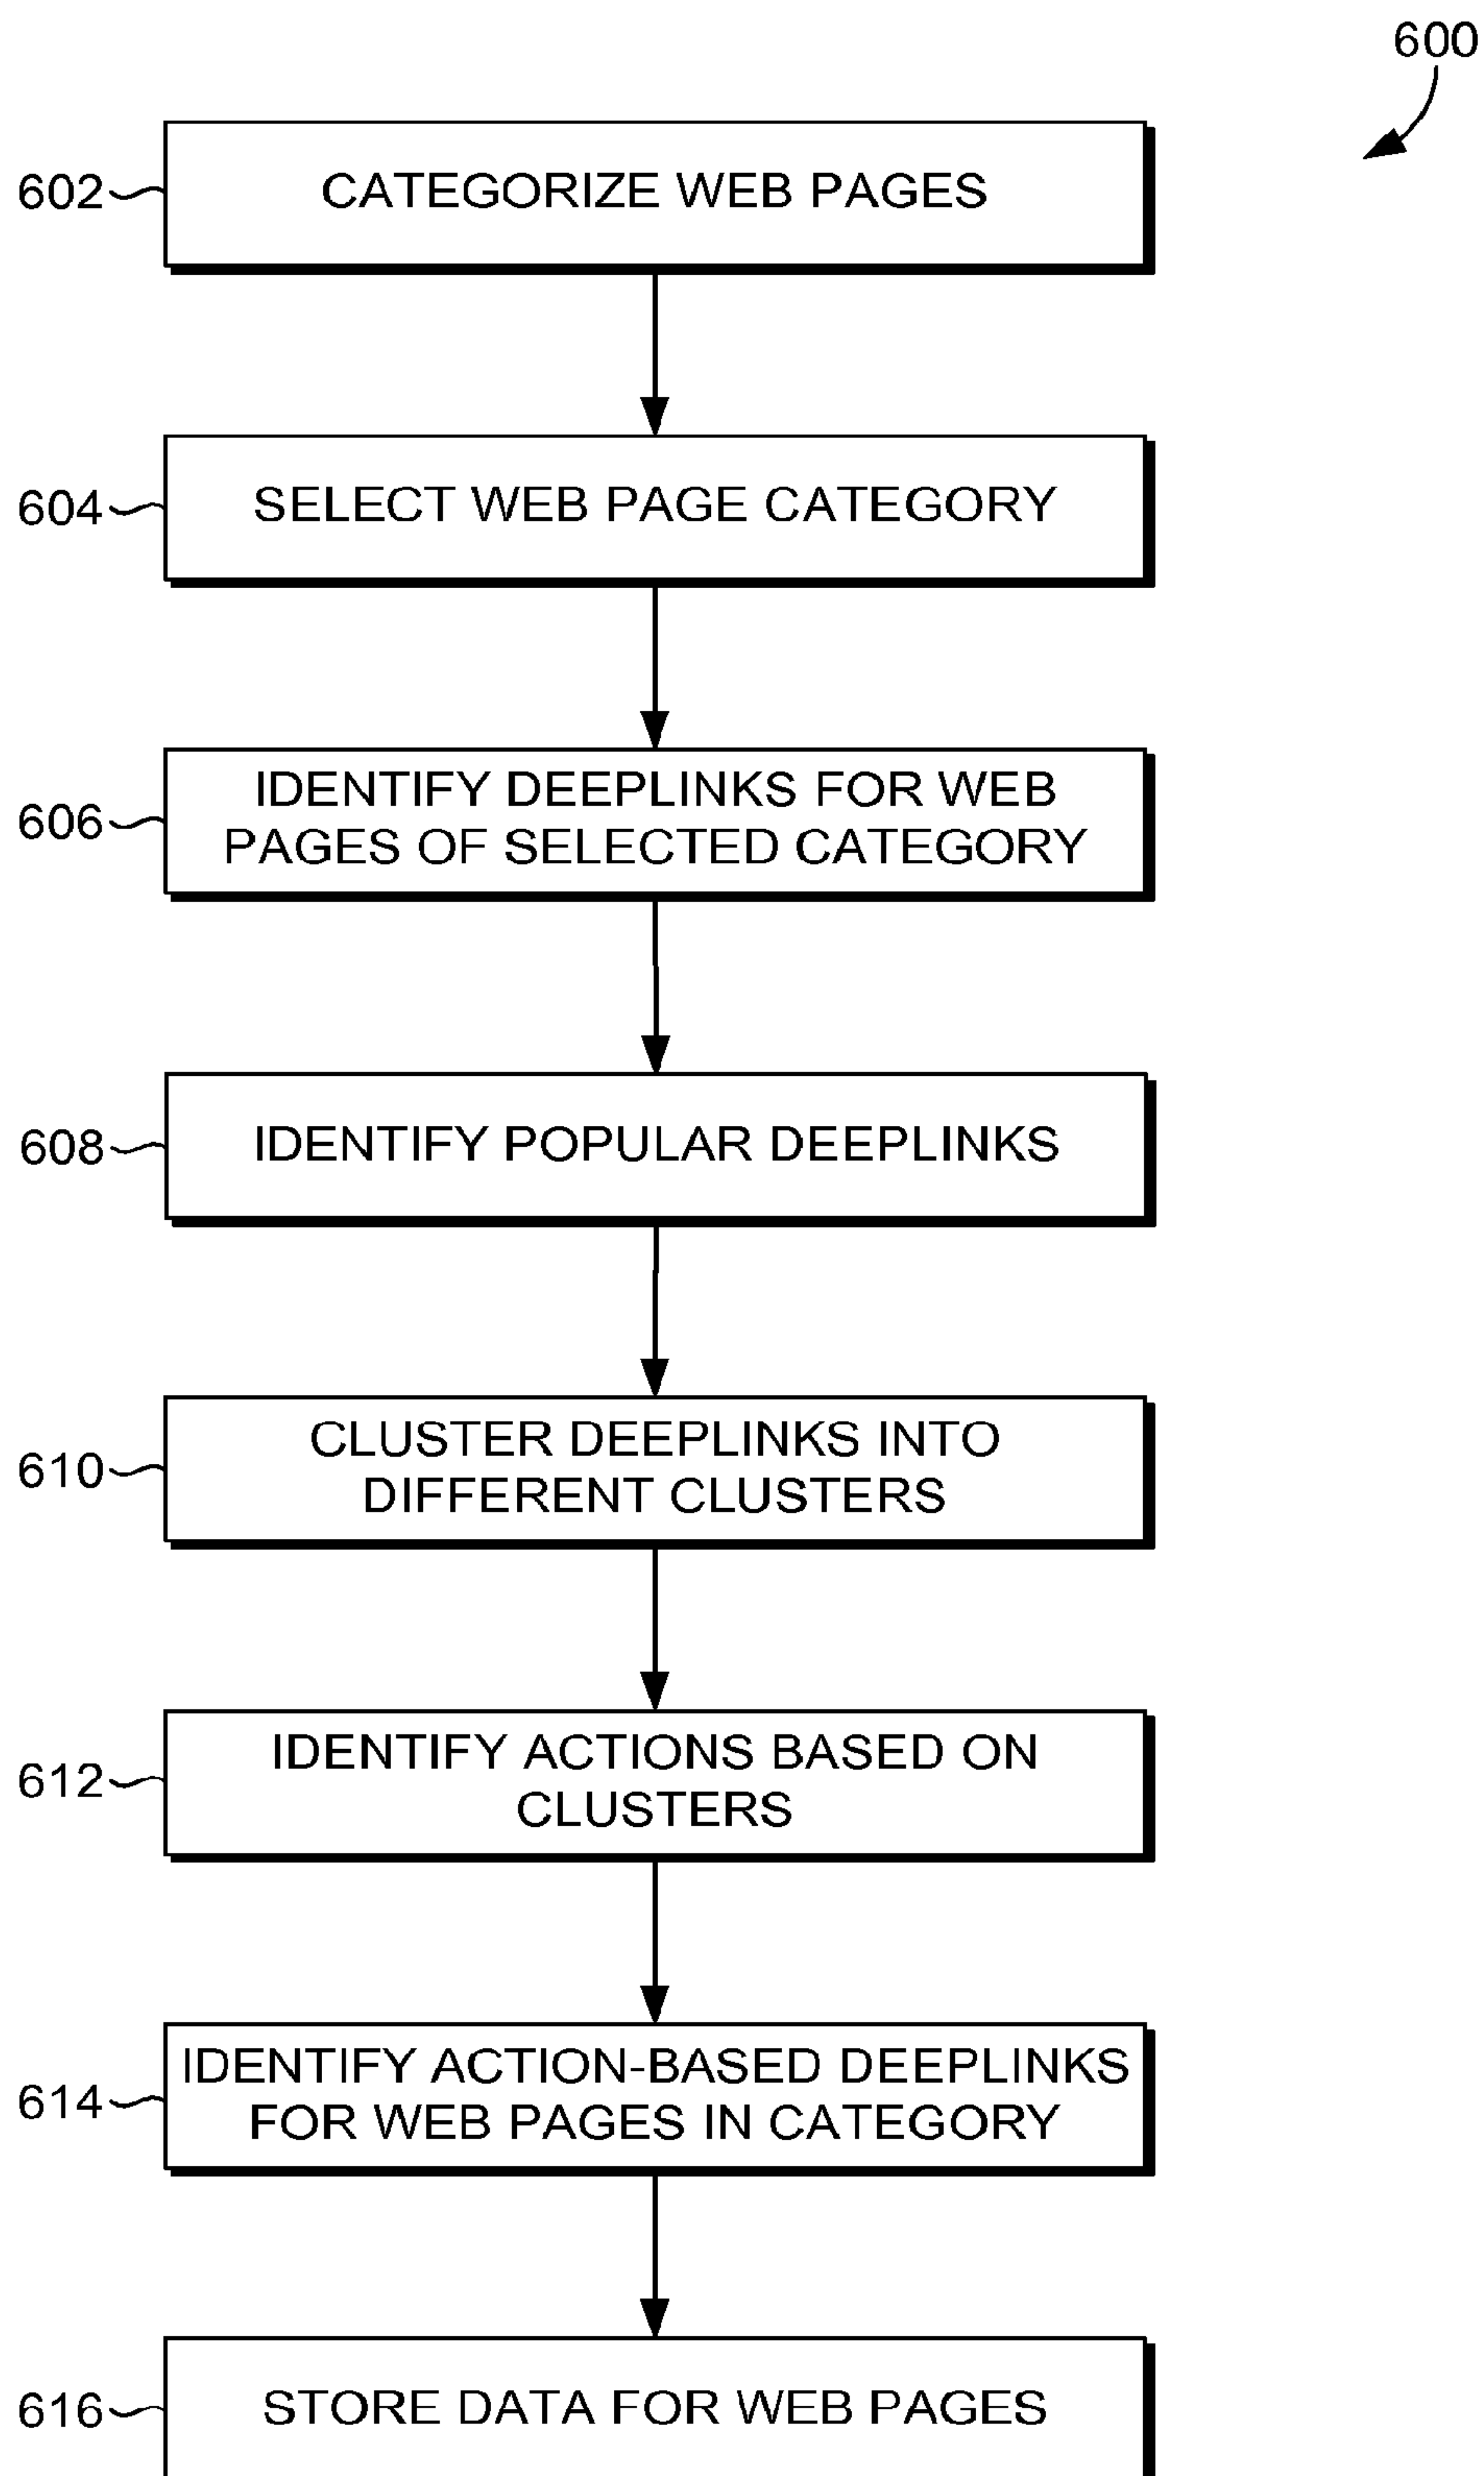 600
602
CATEGORIZE WEB PAGES
604
SELECT WEB PAGE CATEGORY
606
IDENTIFY DEEPLINKS FOR WEB
PAGES OF SELECTED CATEGORY
608
IDENTIFY POPULAR DEEPLINKS
610
CLUSTER DEEPLINKS INTO
DIFFERENT CLUSTERS
612
IDENTIFY ACTIONS BASED ON
CLUSTERS
614
IDENTIFY ACTION-BASED DEEPLINKS
FOR WEB PAGES IN CATEGORY
616
STORE DATA FOR WEB PAGES